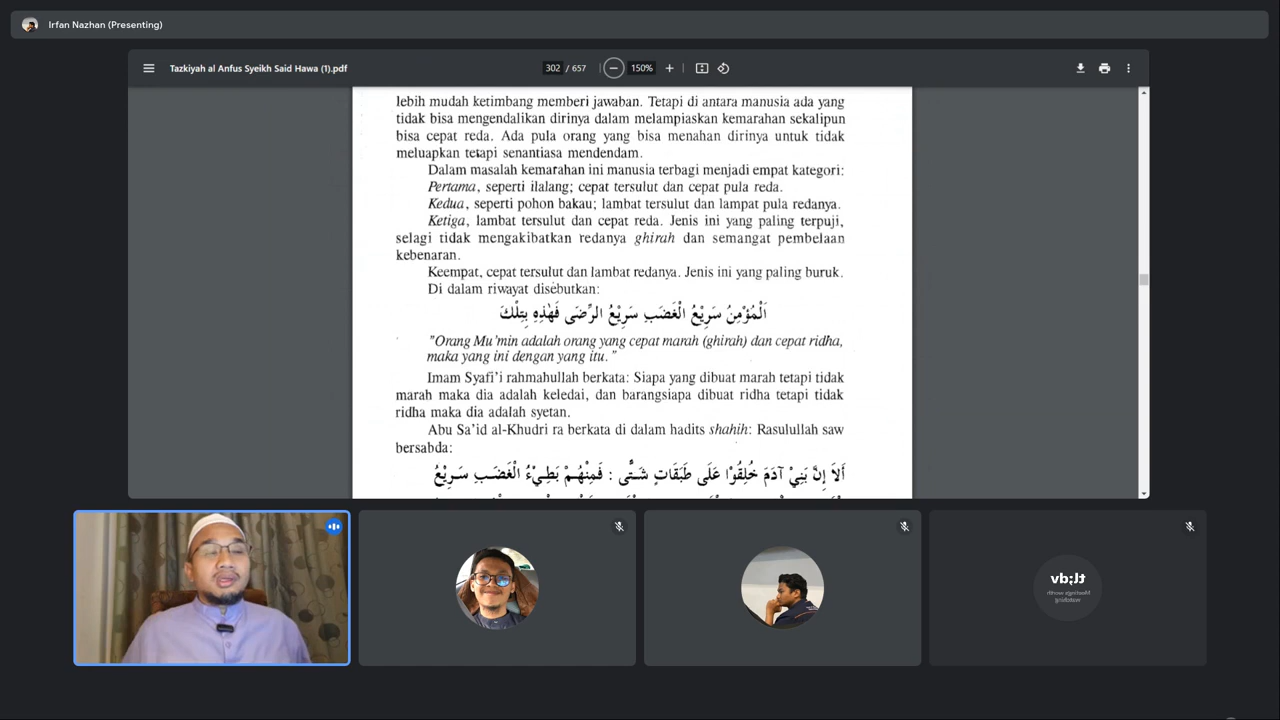 Irfan Nazhan (Presenting)
Tazkiyah al Anfus Syeikh Said Hawa (1).pdf
302 / 657
150%
lebih mudah ketimbang memberi jawaban. Tetapi di antara manusia ada yang
tidak bisa mengendalikan dirinya dalam melampiaskan kemarahan sekalipun
bisa cepat reda. Ada pula orang yang bisa menahan dirinya untuk tidak
meluapkan tetapi senantiasa mendendam.
Dalam masalah kemarahan ini manusia terbagi menjadi empat kategori:
Pertama, seperti ilalang; cepat tersulut dan cepat pula reda.
Kedua, seperti pohon bakau; lambat tersulut dan lampat pula redanya.
Ketiga, lambat tersulut dan cepat reda. Jenis ini yang paling terpuji,
selagi tidak mengakibatkan redanya ghirah dan semangat pembelaan
kebenaran.
Keempat, cepat tersulut dan lambat redanya. Jenis ini yang paling buruk.
Di dalam riwayat disebutkan:
اَلْمُؤْمِنُ سَرِيْعُ الْغَضَبِ سَرِيْعُ الرِّضَى فَهٰذِهِ بِتِلْكَ
"Orang Mu'min adalah orang yang cepat marah (ghirah) dan cepat ridha,
maka yang ini dengan yang itu."
Imam Syafi'i rahmahullah berkata: Siapa yang dibuat marah tetapi tidak
marah maka dia adalah keledai, dan barangsiapa dibuat ridha tetapi tidak
ridha maka dia adalah syetan.
Abu Sa'id al-Khudri ra berkata di dalam hadits shahih: Rasulullah saw
bersabda:
أَلاَ إِنَّ بَنِيْ آدَمَ خُلِقُوْا عَلَى طَبَقَاتٍ شَتَّى : فَمِنْهُمْ بَطِيْءُ الْغَضَبِ سَرِيْعُ
tl;dv
Meetings worth
watching